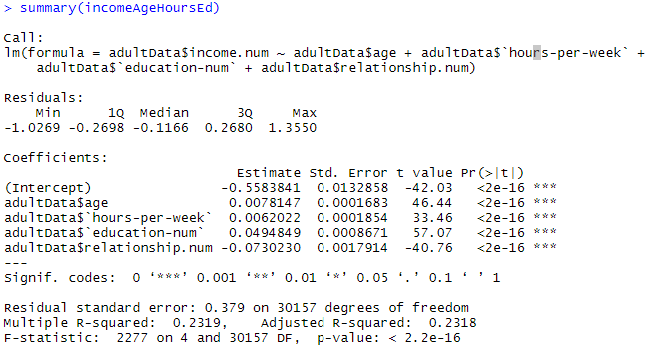 > summary(incomeAgeHoursEd)
Call:
lm(formula = adultData$income.num ~ adultData$age + adultData$`hours-per-week` +
    adultData$`education-num` + adultData$relationship.num)
Residuals:
    Min      1Q  Median      3Q     Max
-1.0269 -0.2698 -0.1166  0.2680  1.3550
Coefficients:
                             Estimate Std. Error t value Pr(>|t|)
(Intercept)                -0.5583841  0.0132858  -42.03   <2e-16 ***
adultData$age               0.0078147  0.0001683   46.44   <2e-16 ***
adultData$`hours-per-week`  0.0062022  0.0001854   33.46   <2e-16 ***
adultData$`education-num`   0.0494849  0.0008671   57.07   <2e-16 ***
adultData$relationship.num -0.0730230  0.0017914  -40.76   <2e-16 ***
---
Signif. codes:  0 ‘***’ 0.001 ‘**’ 0.01 ‘*’ 0.05 ‘.’ 0.1 ‘ ’ 1
Residual standard error: 0.379 on 30157 degrees of freedom
Multiple R-squared:  0.2319,    Adjusted R-squared:  0.2318
F-statistic:  2277 on 4 and 30157 DF,  p-value: < 2.2e-16